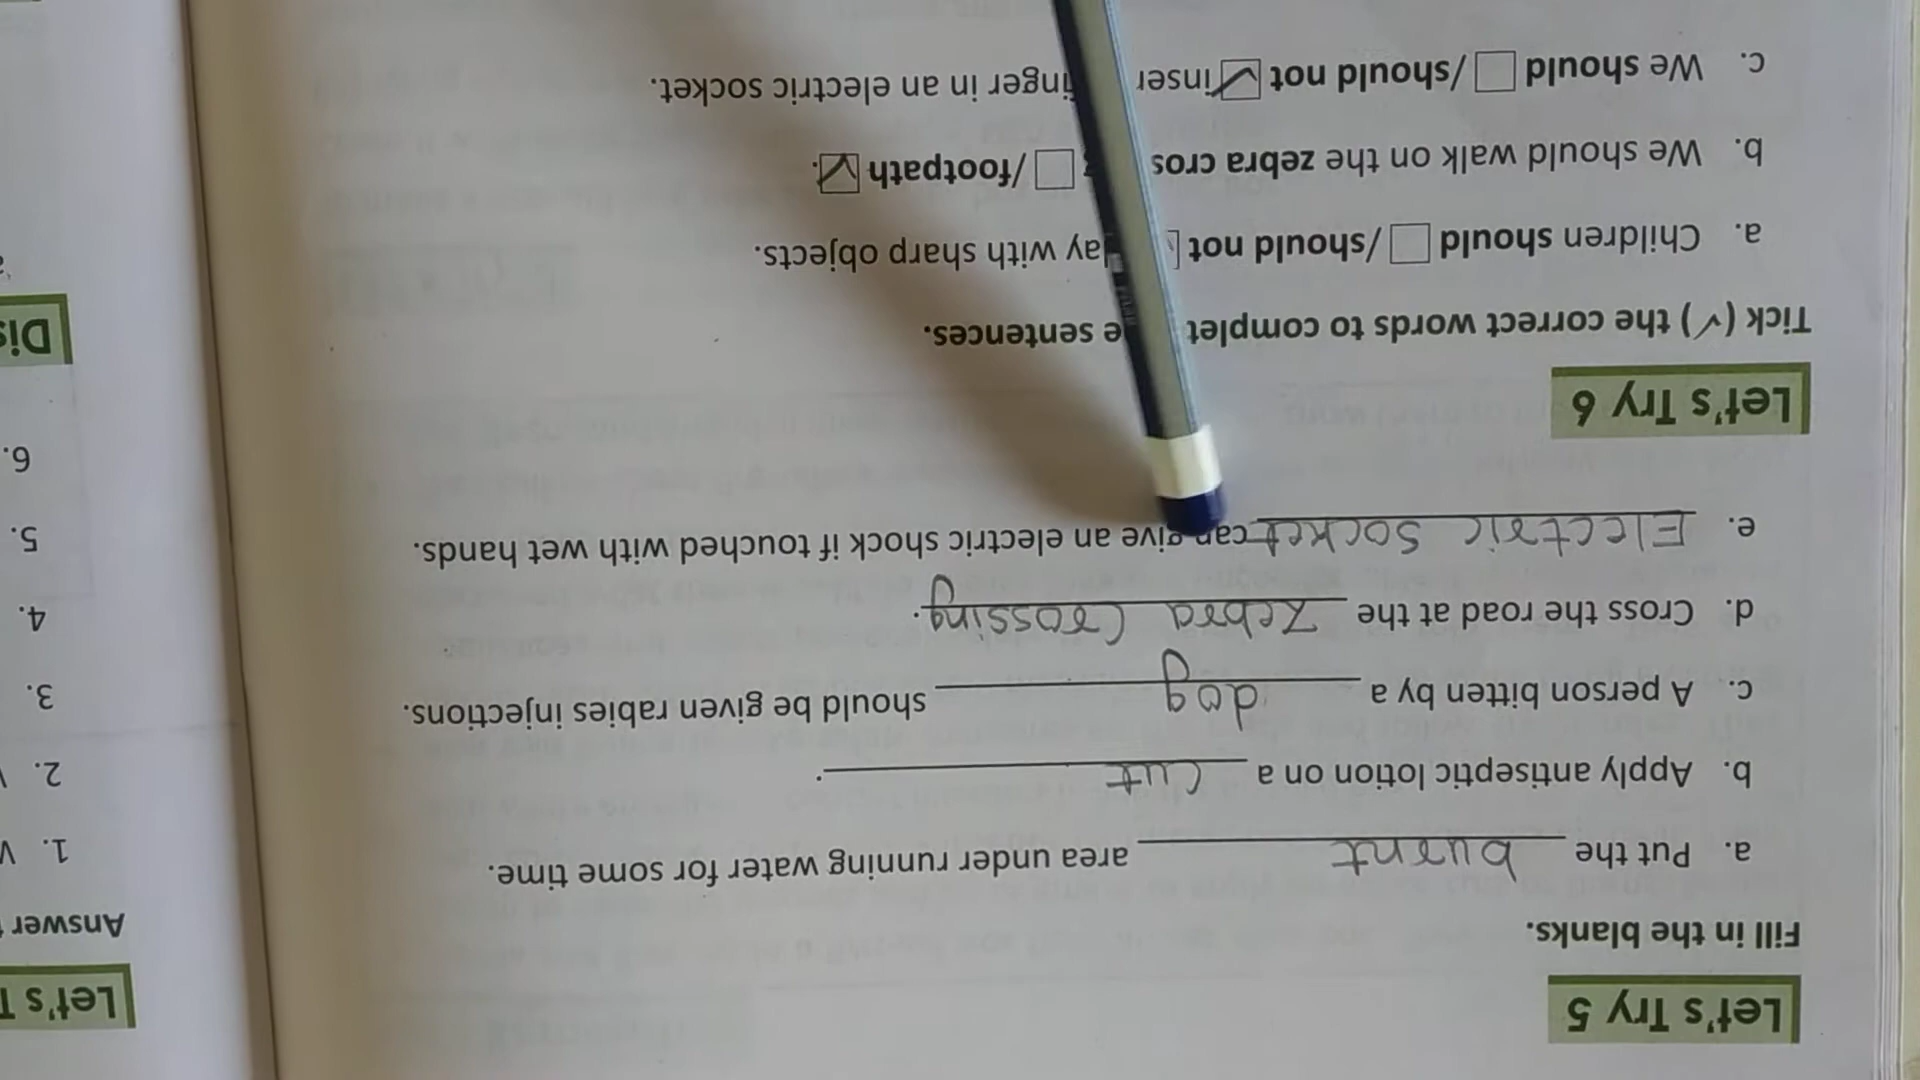 Let's Try 5
Fill in the blanks.
a. Put the burnt area under running water for some time.
b. Apply antiseptic lotion on a cut.
c. A person bitten by a dog should be given rabies injections.
d. Cross the road at the Zebra Crossing.
e. Electric Socket can give an electric shock if touched with wet hands.
Let's Try 6
Tick (✓) the correct words to complet e sentences.
a. Children should /should not ay with sharp objects.
b. We should walk on the zebra cros /footpath ✓.
c. We should /should not ✓ inser finger in an electric socket.
Let's T
Answer
1.
2.
3.
4.
5.
6.
Dis